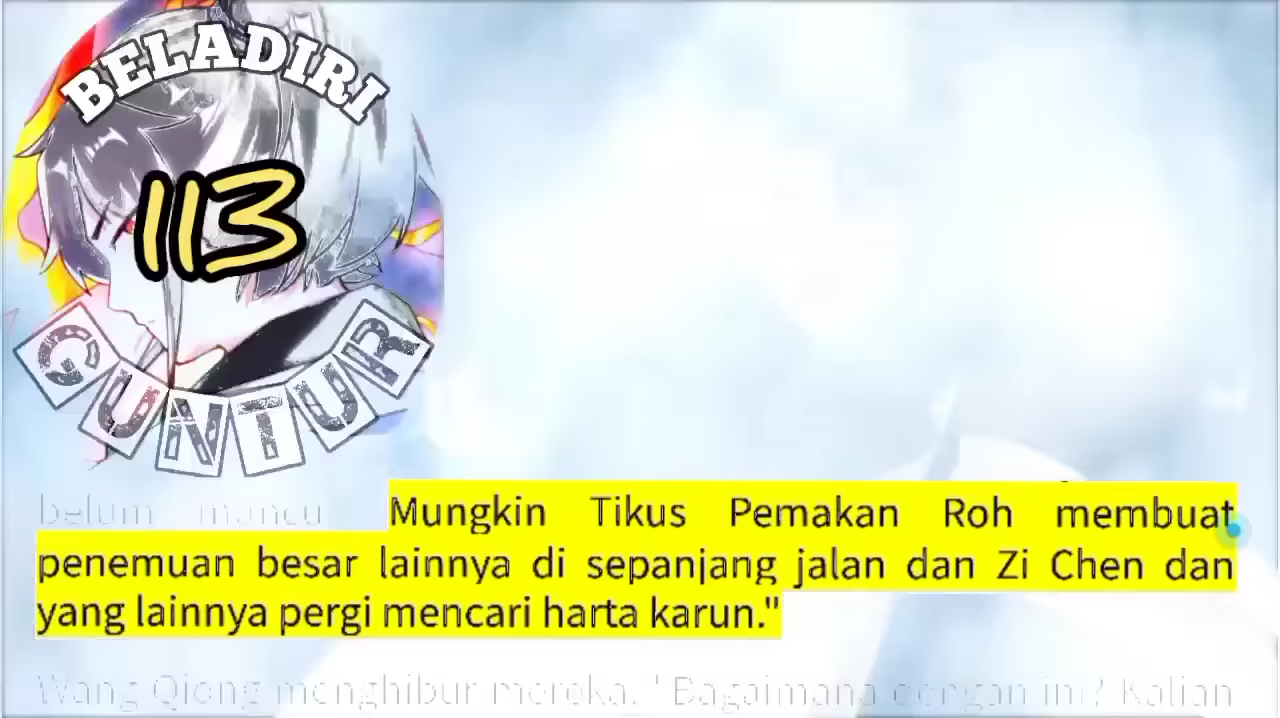 BELADIRI
113
GUNTUR
belum muncu Mungkin Tikus Pemakan Roh membuat
penemuan besar lainnya di sepanjang jalan dan Zi Chen dan
yang lainnya pergi mencari harta karun."
Wang Qiong menghibur mereka. "Bagaimana dengan ini? Kalian